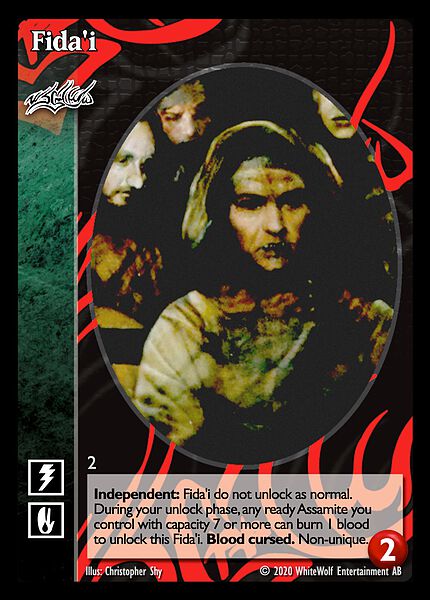 Fida'i
2
Independent: Fida'i do not unlock as normal.
During your unlock phase, any ready Assamite you
control with capacity 7 or more can burn 1 blood
to unlock this Fida'i. Blood cursed. Non-unique.
2
Illus: Christopher Shy © 2020 WhiteWolf Entertainment AB